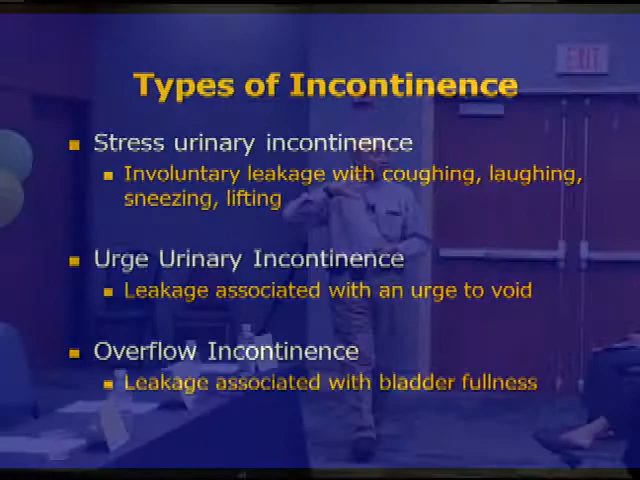 EXIT
Types of Incontinence
Stress urinary incontinence
Involuntary leakage with coughing, laughing,
sneezing, lifting
Urge Urinary Incontinence
Leakage associated with an urge to void
Overflow Incontinence
Leakage associated with bladder fullness